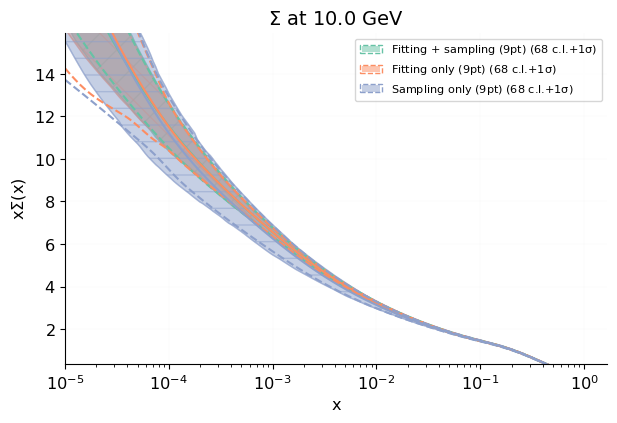 Σ at 10.0 GeV
Fitting + sampling (9pt) (68 c.l.+1σ)
Fitting only (9pt) (68 c.l.+1σ)
Sampling only (9pt) (68 c.l.+1σ)
14
12
10
8
6
4
2
xΣ(x)
10⁻⁵ 10⁻⁴ 10⁻³ 10⁻² 10⁻¹ 10⁰
x